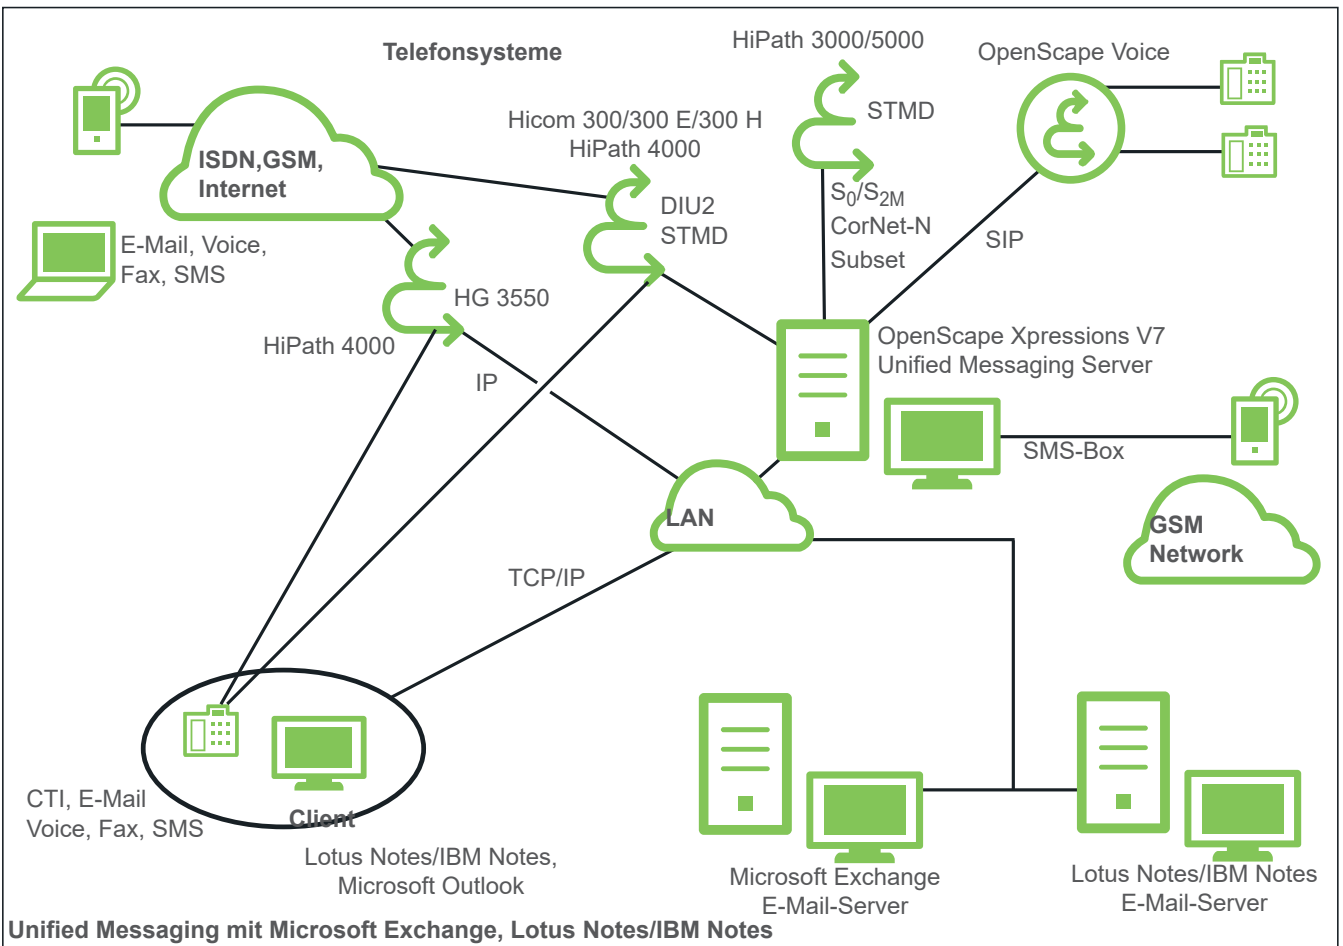 Telefonsysteme
HiPath 3000/5000
OpenScape Voice
STMD
Hicom 300/300 E/300 H
HiPath 4000
ISDN,GSM,
Internet
DIU2
STMD
S0/S2M
CorNet-N
Subset
SIP
E-Mail, Voice,
Fax, SMS
HG 3550
HiPath 4000
IP
OpenScape Xpressions V7
Unified Messaging Server
SMS-Box
LAN
GSM
Network
TCP/IP
CTI, E-Mail
Voice, Fax, SMS
Client
Lotus Notes/IBM Notes,
Microsoft Outlook
Microsoft Exchange
E-Mail-Server
Lotus Notes/IBM Notes
E-Mail-Server
Unified Messaging mit Microsoft Exchange, Lotus Notes/IBM Notes